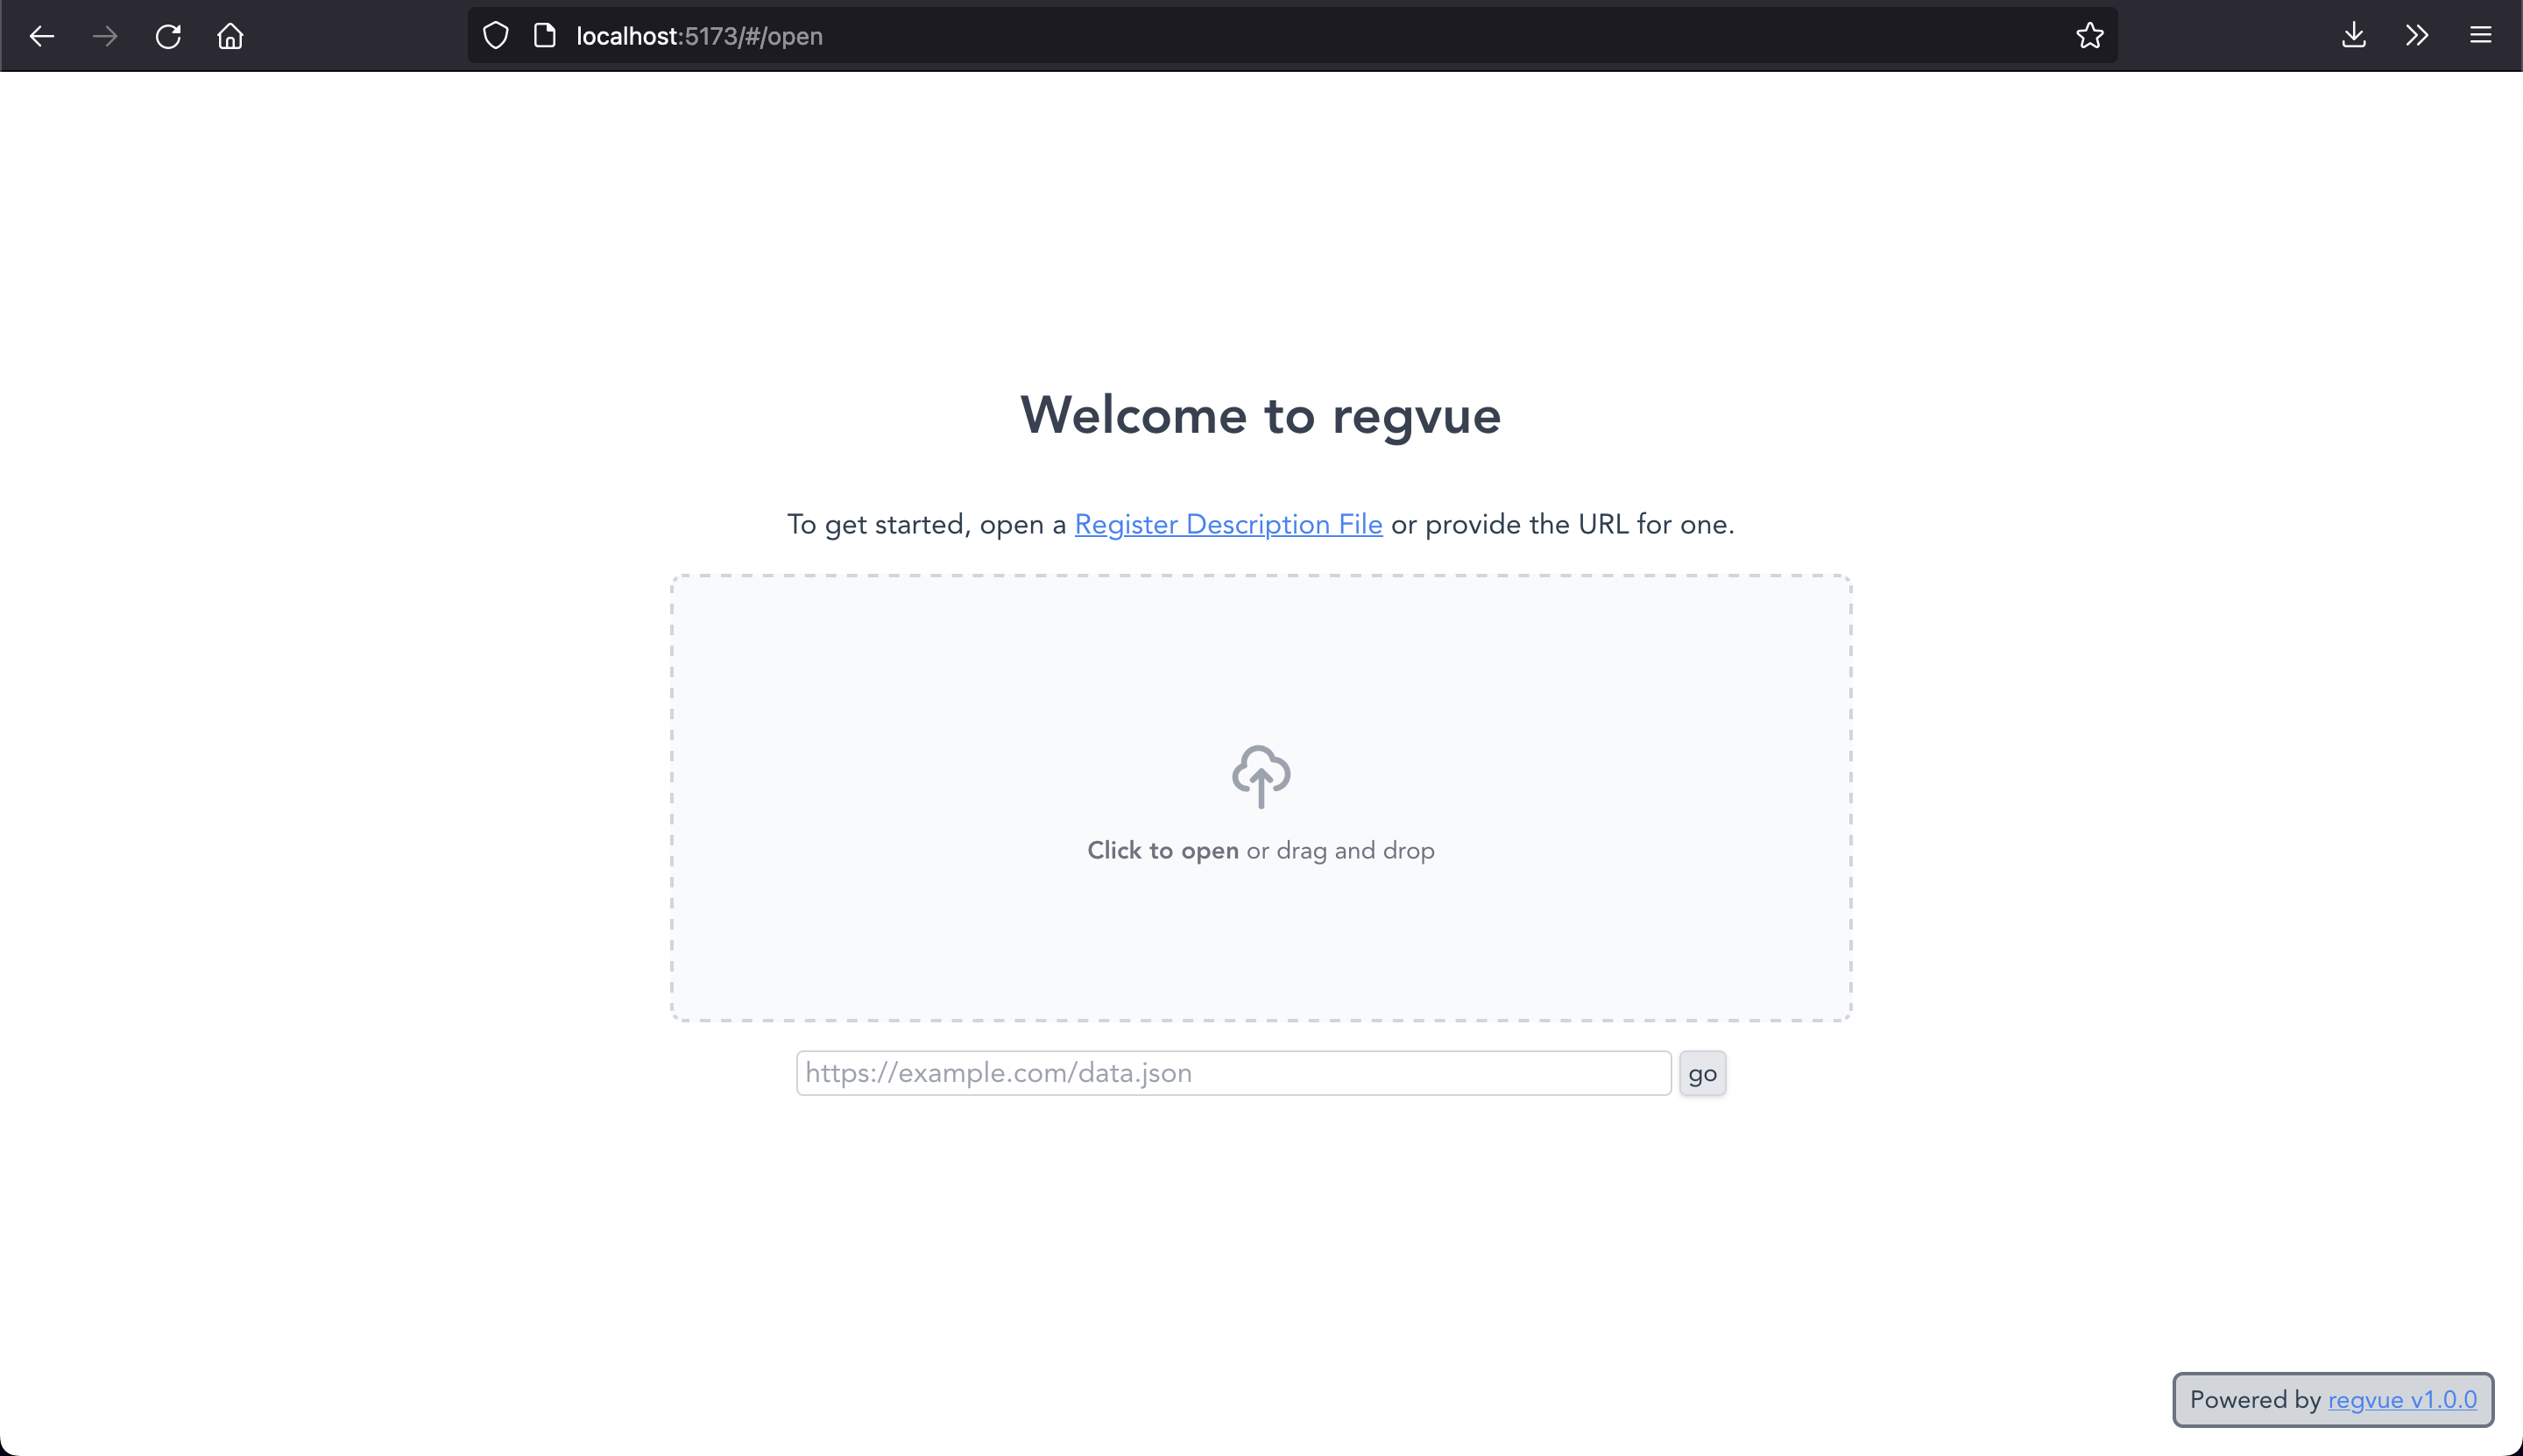 localhost:5173/#/open
Welcome to regvue
To get started, open a Register Description File or provide the URL for one.
Click to open or drag and drop
https://example.com/data.json
go
Powered by regvue v1.0.0